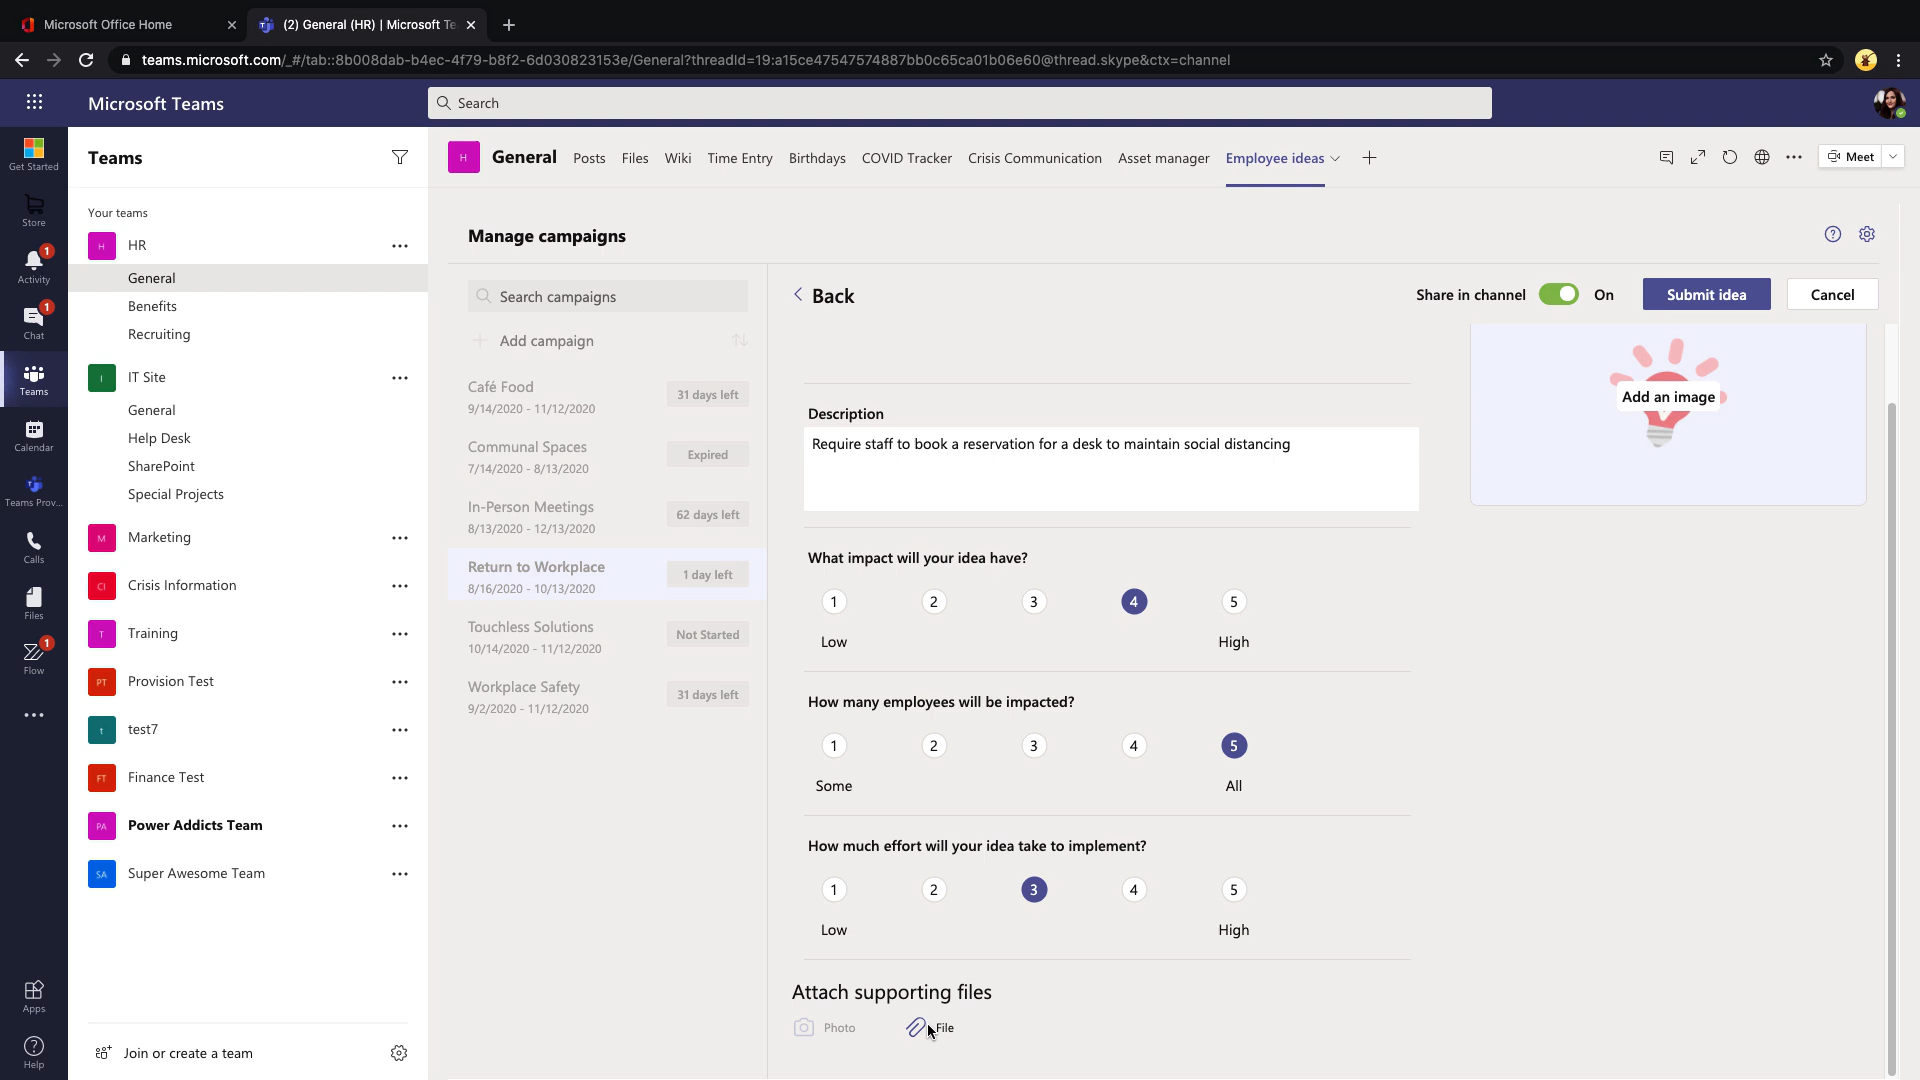 Microsoft Office Home
(2) General (HR) | Microsoft Te
teams.microsoft.com/_#/tab::8b008dab-b4ec-4f79-b8f2-6d030823153e/General?threadId=19:a15ce47547574887bb0c65ca01b06e60@thread.skype&ctx=channel
Microsoft Teams
Search
Get Started
Store
1
Activity
1
Chat
Teams
Calendar
Teams Prov...
Calls
Files
1
Flow
Apps
Help
Teams
Your teams
H HR
General
Benefits
Recruiting
I IT Site
General
Help Desk
SharePoint
Special Projects
M Marketing
CI Crisis Information
T Training
PT Provision Test
t test7
FT Finance Test
PA Power Addicts Team
SA Super Awesome Team
Join or create a team
H General Posts Files Wiki Time Entry Birthdays COVID Tracker Crisis Communication Asset manager Employee ideas
Meet
Manage campaigns
Search campaigns
Add campaign
Café Food
9/14/2020 - 11/12/2020
31 days left
Communal Spaces
7/14/2020 - 8/13/2020
Expired
In-Person Meetings
8/13/2020 - 12/13/2020
62 days left
Return to Workplace
8/16/2020 - 10/13/2020
1 day left
Touchless Solutions
10/14/2020 - 11/12/2020
Not Started
Workplace Safety
9/2/2020 - 11/12/2020
31 days left
Back
Share in channel On
Submit idea
Cancel
Add an image
Description
Require staff to book a reservation for a desk to maintain social distancing
What impact will your idea have?
1 2 3 4 5
Low High
How many employees will be impacted?
1 2 3 4 5
Some All
How much effort will your idea take to implement?
1 2 3 4 5
Low High
Attach supporting files
Photo File